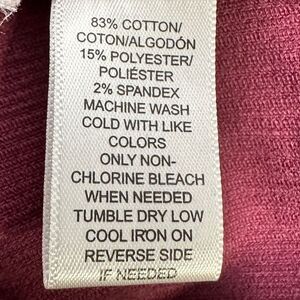 83% COTTON/
COTON/ALGODÓN
15% POLYESTER/
POLIÉSTER
2% SPANDEX
MACHINE WASH
COLD WITH LIKE
COLORS
ONLY NON-
CHLORINE BLEACH
WHEN NEEDED
TUMBLE DRY LOW
COOL IRON ON
REVERSE SIDE
IF NEEDED